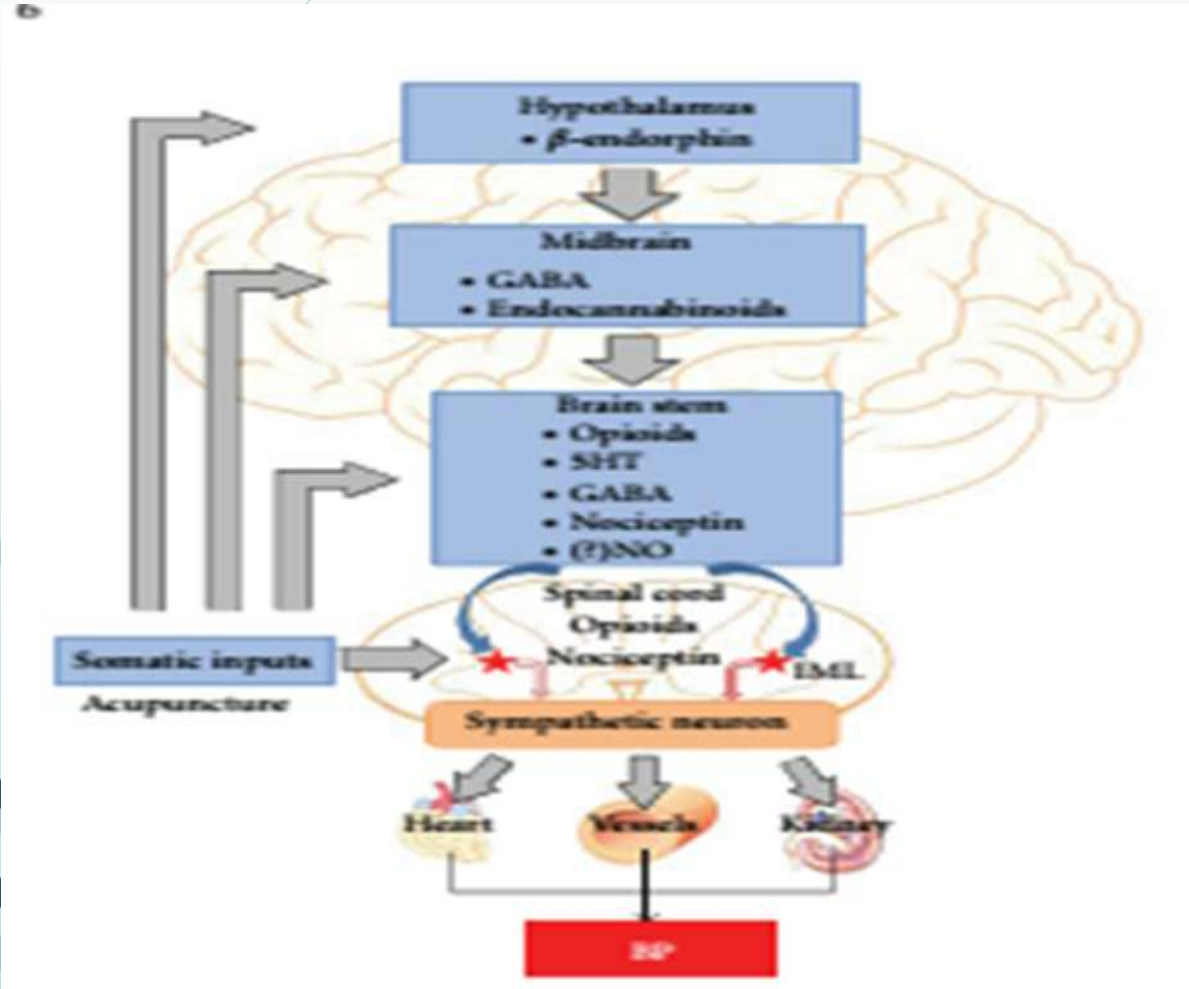 Hypothalamus
• β-endorphin
Midbrain
• GABA
• Endocannabinoids
Brain stem
• Opioids
• 5HT
• GABA
• Nociceptin
• (?)NO
Spinal cord
Opioids
Nociceptin
IML
Somatic inputs
Acupuncture
Sympathetic neuron
Heart
Vessels
Kidney
BP